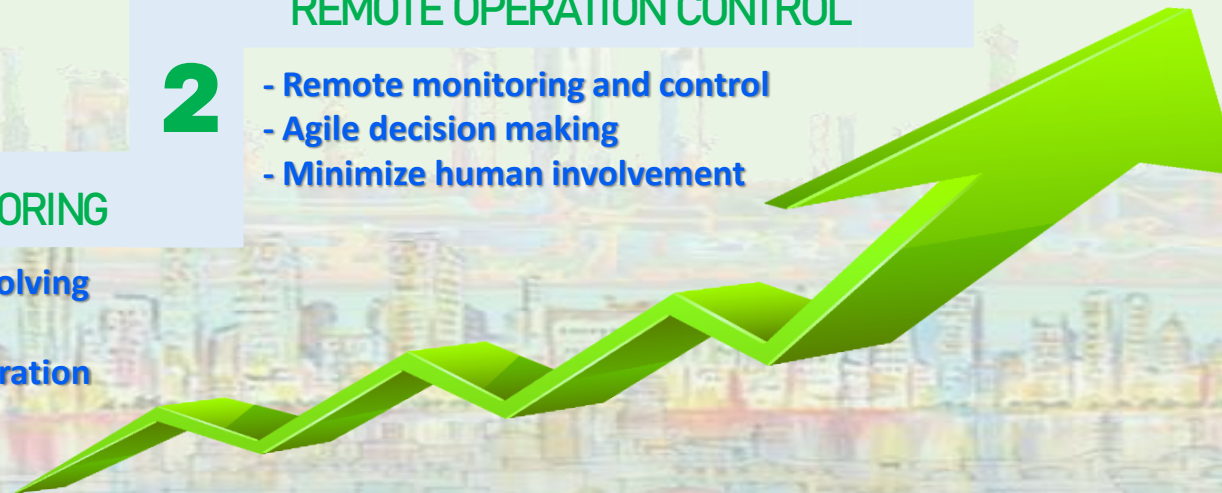 REMOTE OPERATION CONTROL
2
- Remote monitoring and control
- Agile decision making
- Minimize human involvement
ORING
olving
ration